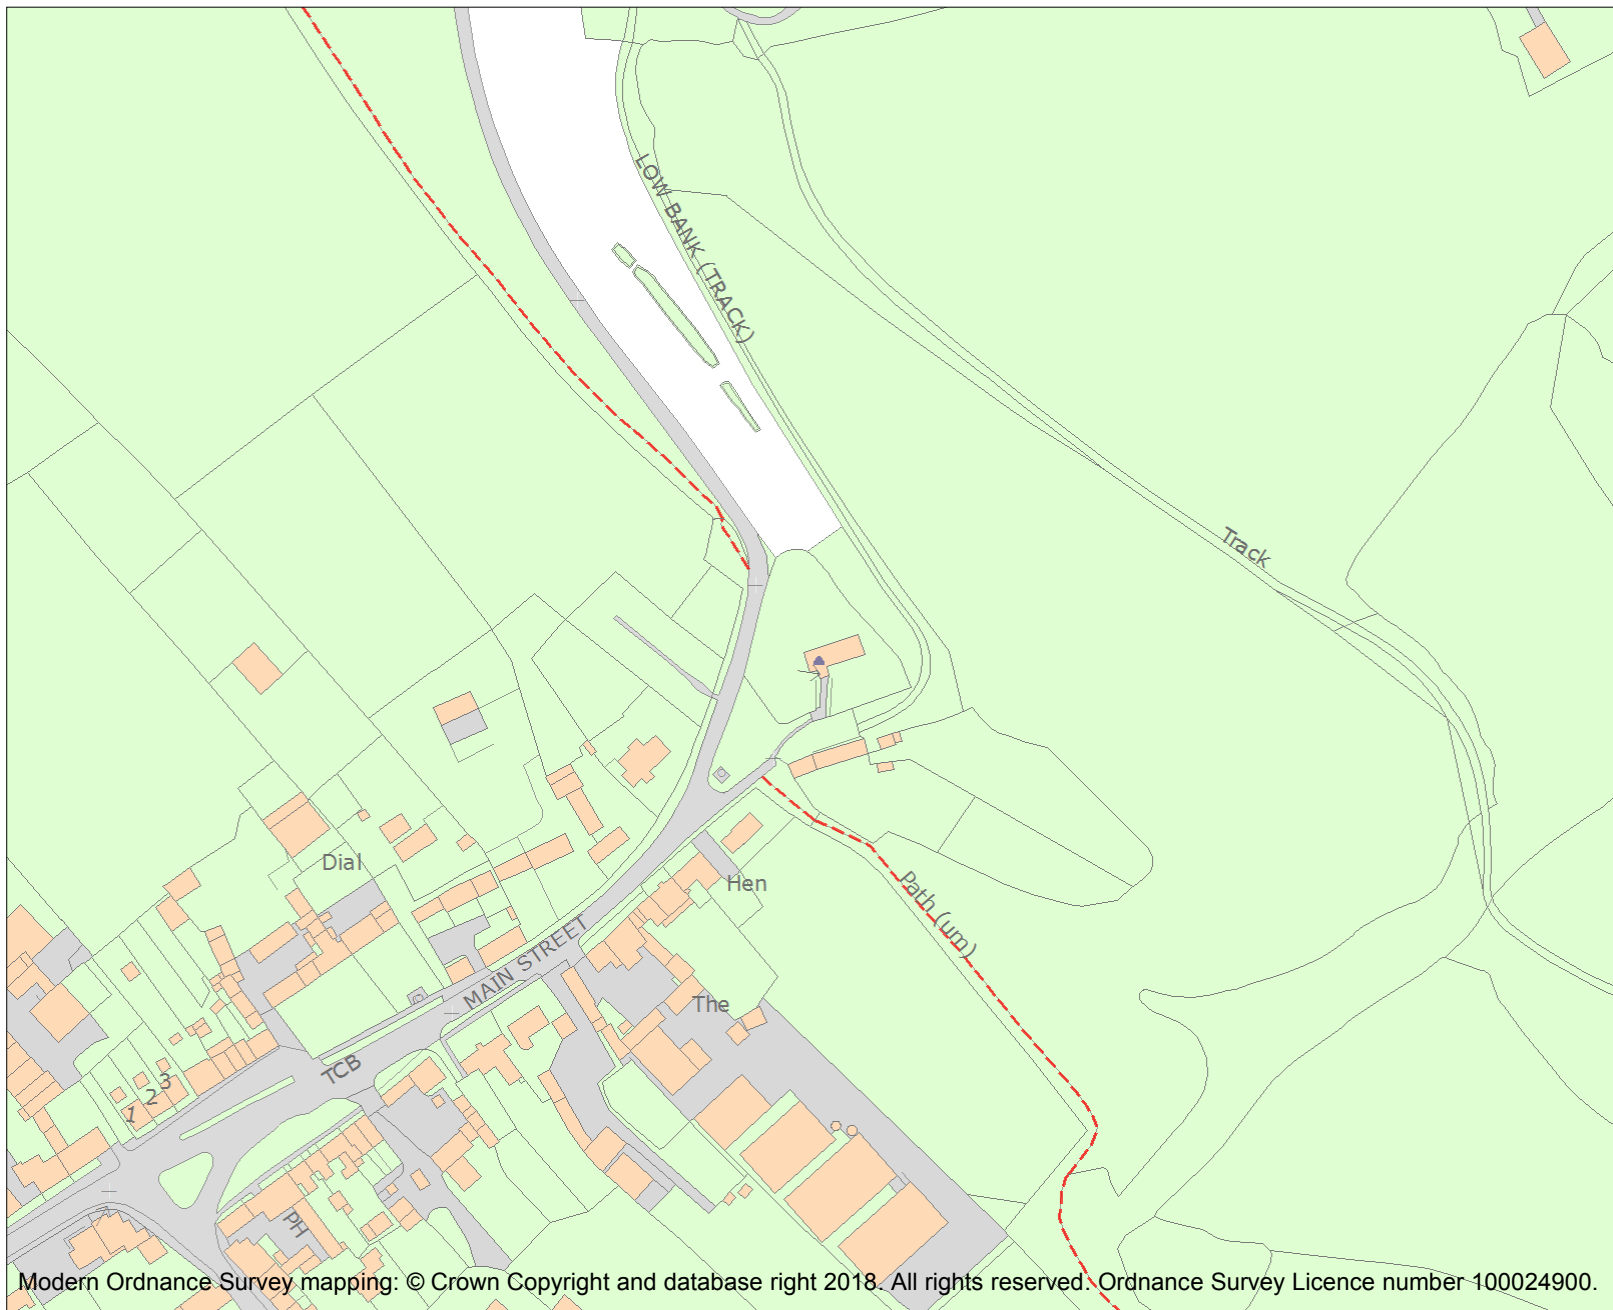 LOW BANK (TRACK)
Track
Dial
Hen
Path (um)
MAIN STREET
The
TCB
3
2
1
PH
Modern Ordnance Survey mapping: © Crown Copyright and database right 2018. All rights reserved. Ordnance Survey Licence number 100024900.